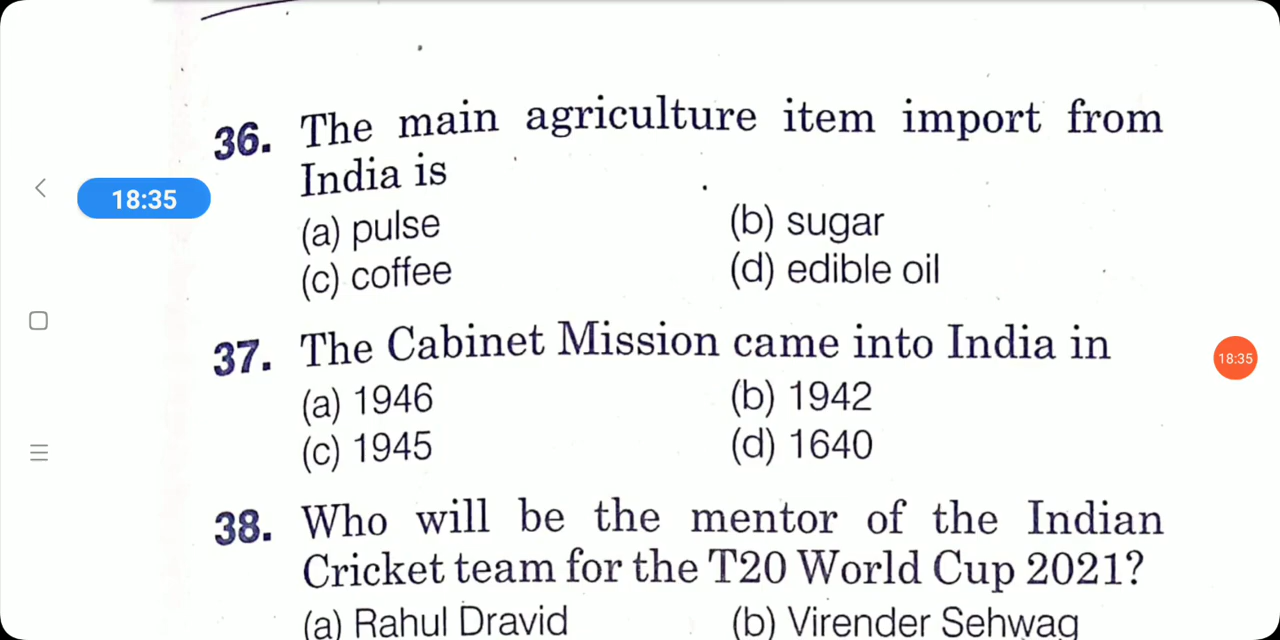 36. The main agriculture item import from
India is
(a) pulse (b) sugar
(c) coffee (d) edible oil
37. The Cabinet Mission came into India in
(a) 1946 (b) 1942
(c) 1945 (d) 1640
38. Who will be the mentor of the Indian
Cricket team for the T20 World Cup 2021?
(a) Rahul Dravid (b) Virender Sehwag
18:35
18:35